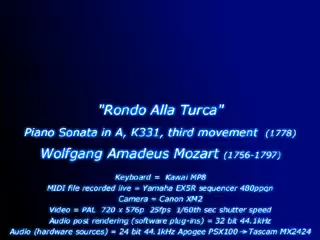 "Rondo Alla Turca"
Piano Sonata in A, K331, third movement (1778)
Wolfgang Amadeus Mozart (1756-1797)
Keyboard = Kawai MP8
MIDI file recorded live = Yamaha EX5R sequencer 480ppqn
Camera = Canon XM2
Video = PAL 720 x 576p 25fps 1/60th sec shutter speed
Audio post rendering (software plug-ins) = 32 bit 44.1kHz
Audio (hardware sources) = 24 bit 44.1kHz Apogee PSX100 → Tascam MX2424